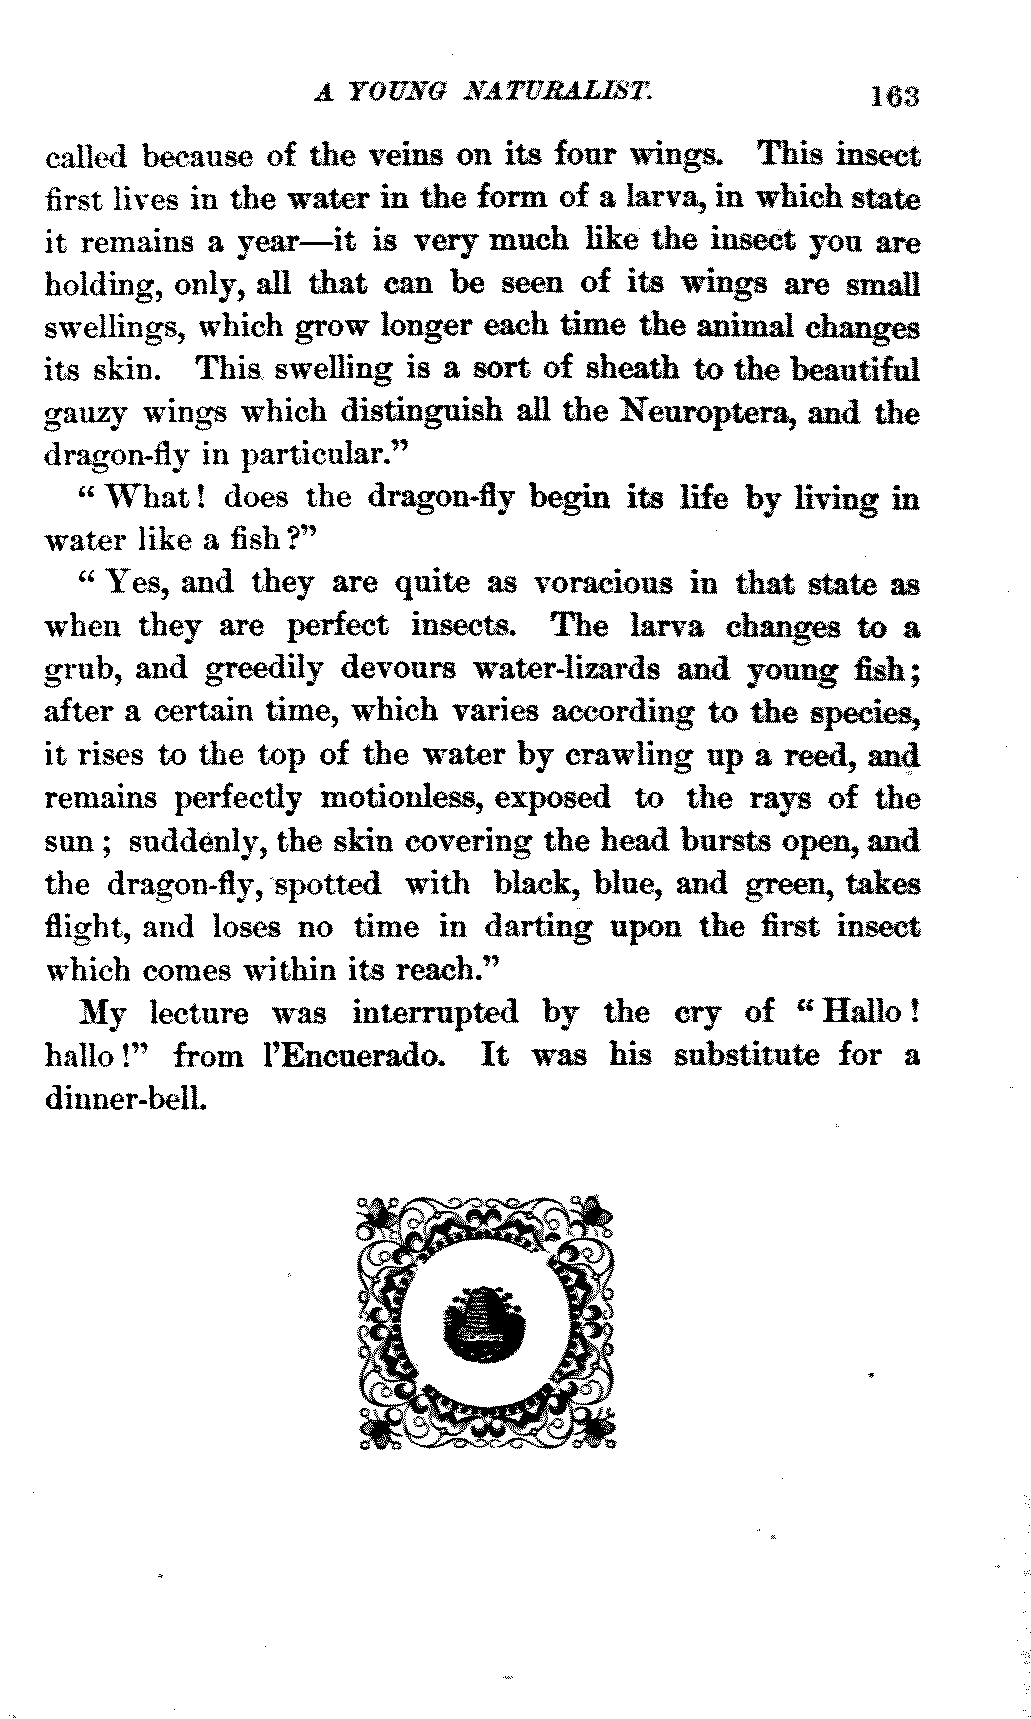 A YOUNG NATURALIST. 163
called because of the veins on its four wings. This insect
first lives in the water in the form of a larva, in which state
it remains a year—it is very much like the insect you are
holding, only, all that can be seen of its wings are small
swellings, which grow longer each time the animal changes
its skin. This swelling is a sort of sheath to the beautiful
gauzy wings which distinguish all the Neuroptera, and the
dragon-fly in particular.”
“What! does the dragon-fly begin its life by living in
water like a fish?”
“Yes, and they are quite as voracious in that state as
when they are perfect insects. The larva changes to a
grub, and greedily devours water-lizards and young fish;
after a certain time, which varies according to the species,
it rises to the top of the water by crawling up a reed, and
remains perfectly motionless, exposed to the rays of the
sun; suddenly, the skin covering the head bursts open, and
the dragon-fly, spotted with black, blue, and green, takes
flight, and loses no time in darting upon the first insect
which comes within its reach.”
My lecture was interrupted by the cry of “Hallo!
hallo!” from l’Encuerado. It was his substitute for a
dinner-bell.